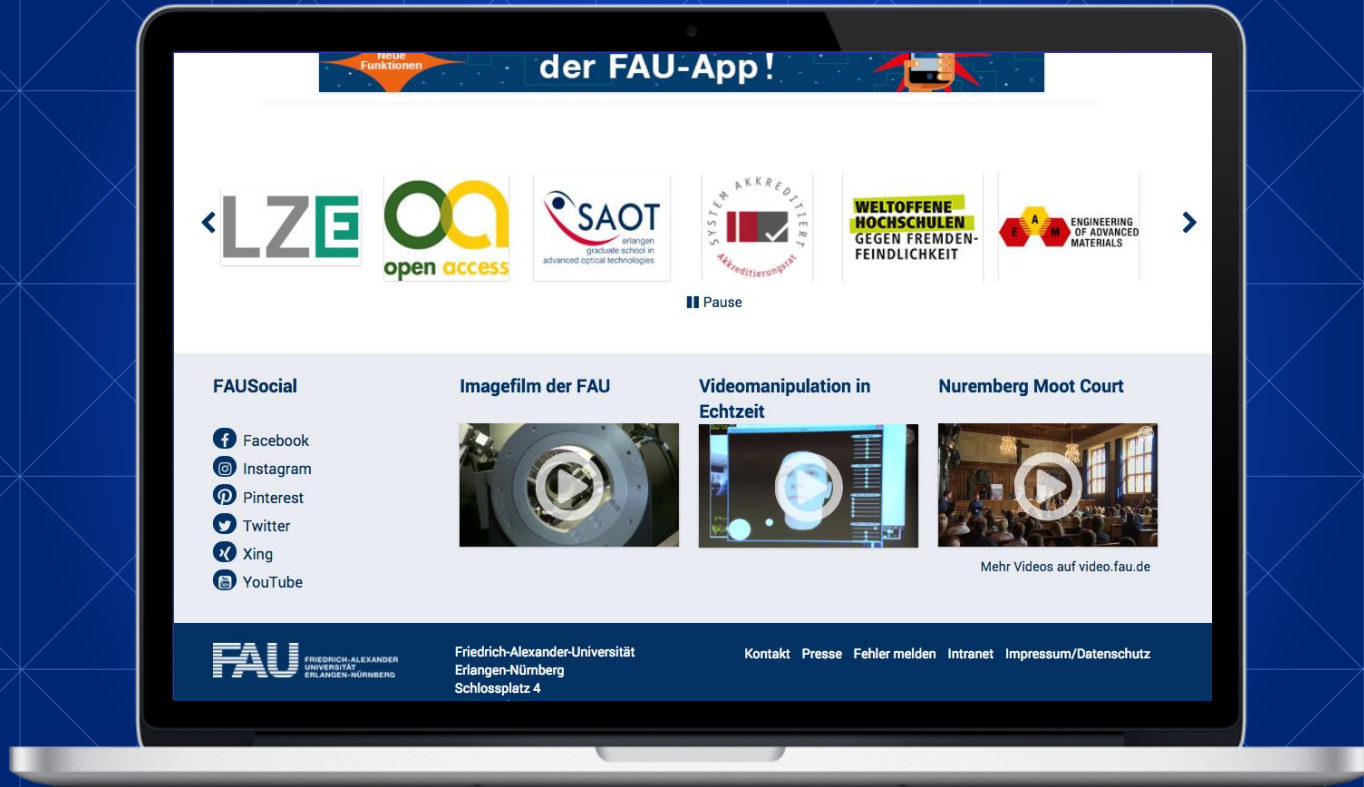 Neue
Funktionen
der FAU-App!
LZE
open access
SAOT
erlangen
graduate school in
advanced optical technologies
SYSTEM AKKREDITIERT
Akkreditierungsrat
WELTOFFENE
HOCHSCHULEN
GEGEN FREMDEN-
FEINDLICHKEIT
E A M
ENGINEERING
OF ADVANCED
MATERIALS
Pause
FAUSocial
Facebook
Instagram
Pinterest
Twitter
Xing
YouTube
Imagefilm der FAU
Videomanipulation in
Echtzeit
Nuremberg Moot Court
Mehr Videos auf video.fau.de
FAU
FRIEDRICH-ALEXANDER
UNIVERSITÄT
ERLANGEN-NÜRNBERG
Friedrich-Alexander-Universität
Erlangen-Nürnberg
Schlossplatz 4
Kontakt Presse Fehler melden Intranet Impressum/Datenschutz